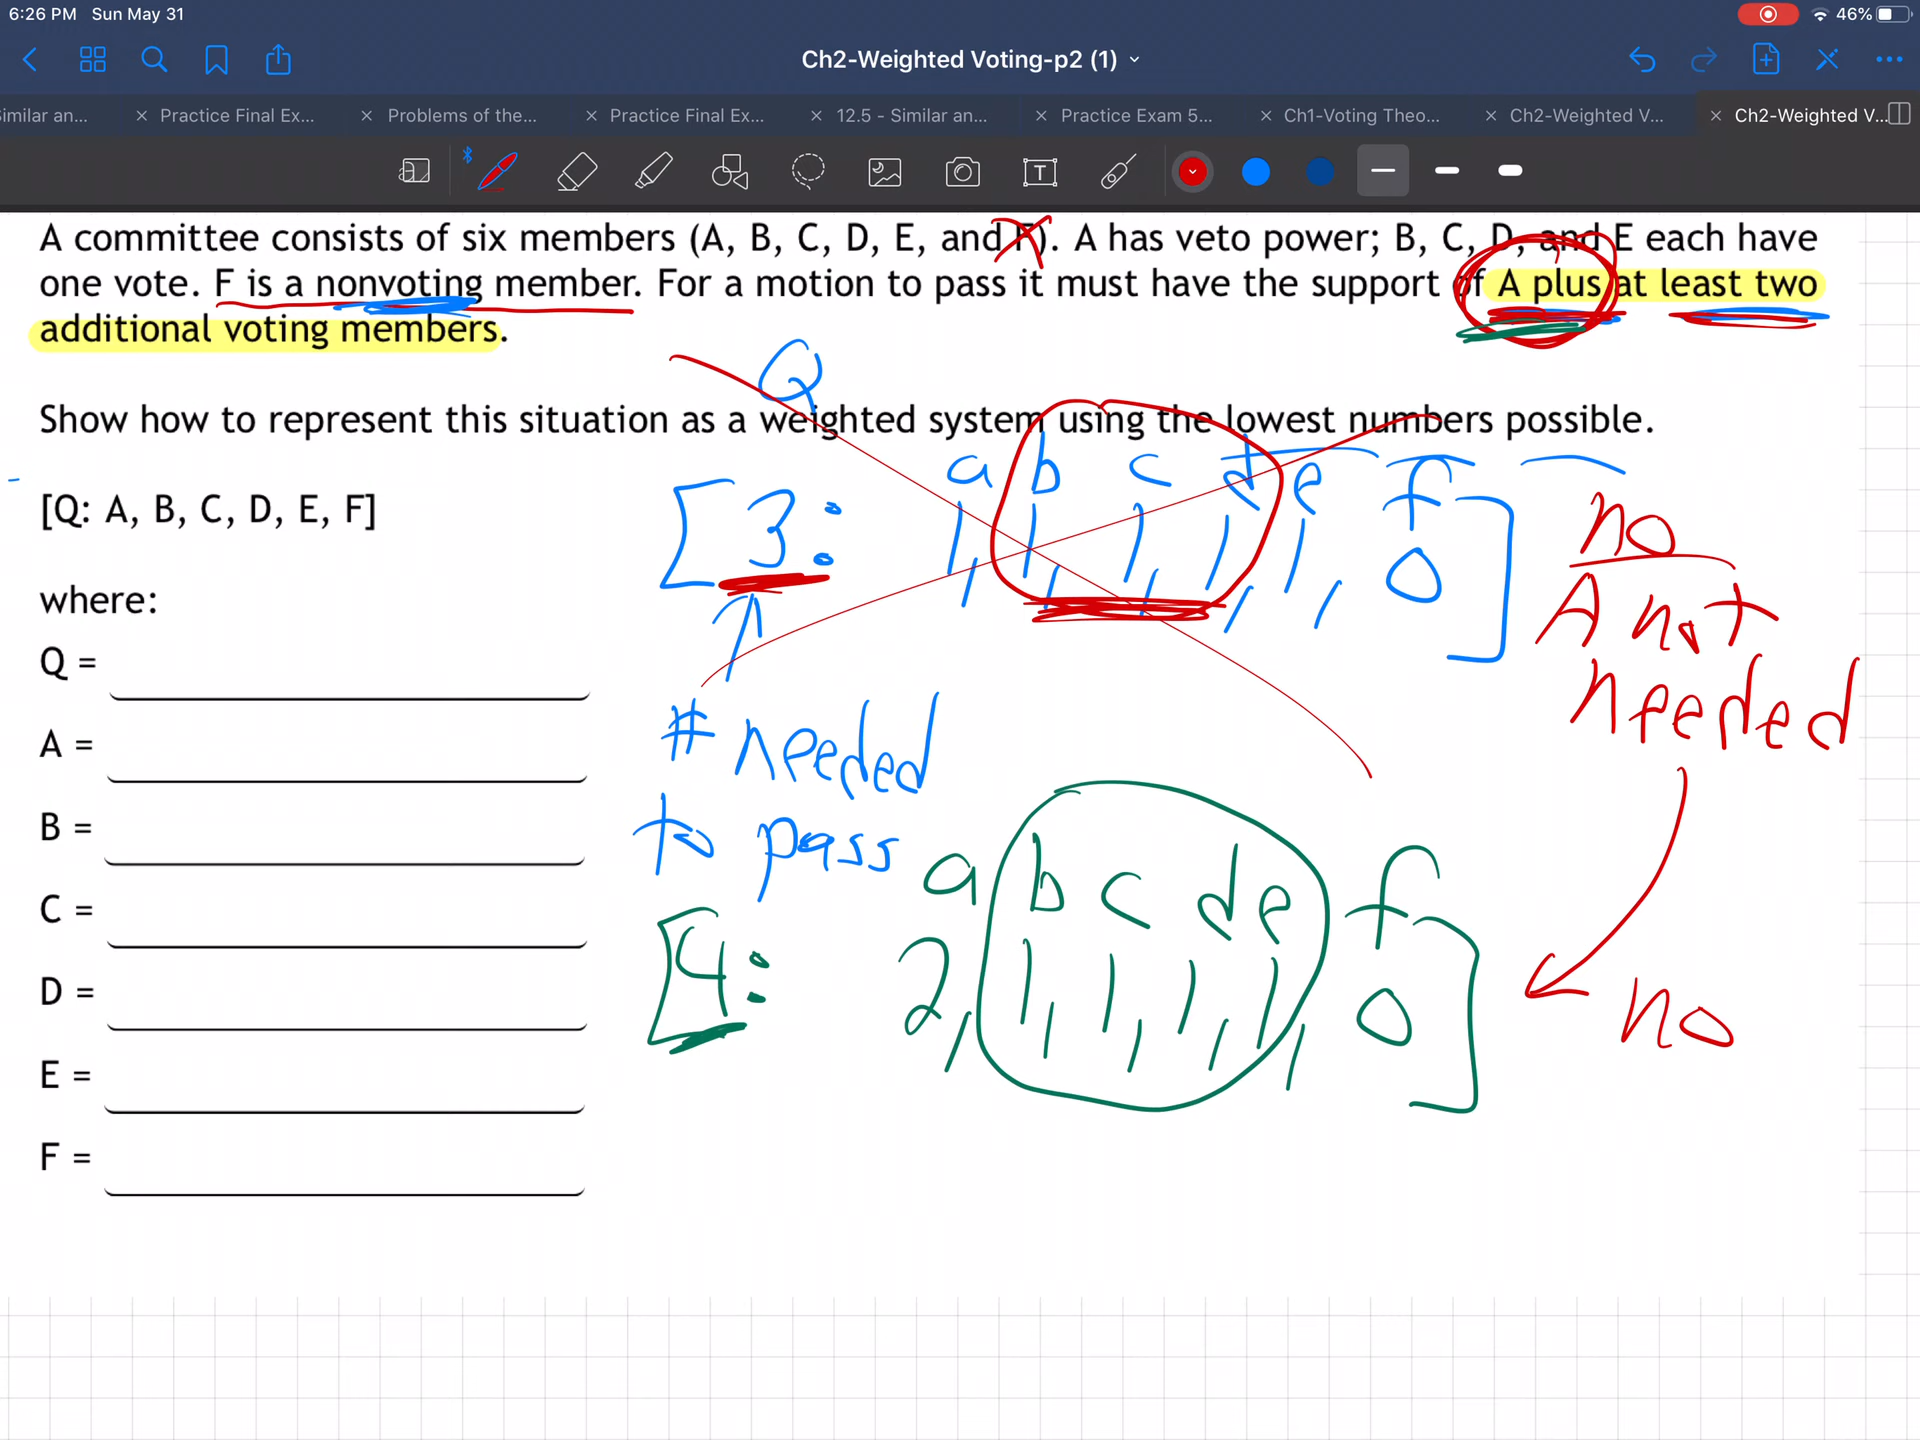 6:26 PM Sun May 31
46%
Ch2-Weighted Voting-p2 (1)
Similar an...
Practice Final Ex...
Problems of the...
Practice Final Ex...
12.5 - Similar an...
Practice Exam 5...
Ch1-Voting Theo...
Ch2-Weighted V...
Ch2-Weighted V...
T
A committee consists of six members (A, B, C, D, E, and F). A has veto power; B, C, D, and E each have
one vote. F is a nonvoting member. For a motion to pass it must have the support of A plus at least two
additional voting members.
Q
Show how to represent this situation as a weighted system using the lowest numbers possible.
a b c d e f
[Q: A, B, C, D, E, F]
[3: 1, 1, 1, 1, 1, 0]
no
A not
needed
where:
Q =
# needed
to pass
A =
B =
a b c d e f
C =
[4: 2, 1, 1, 1, 1, 0]
no
D =
E =
F =